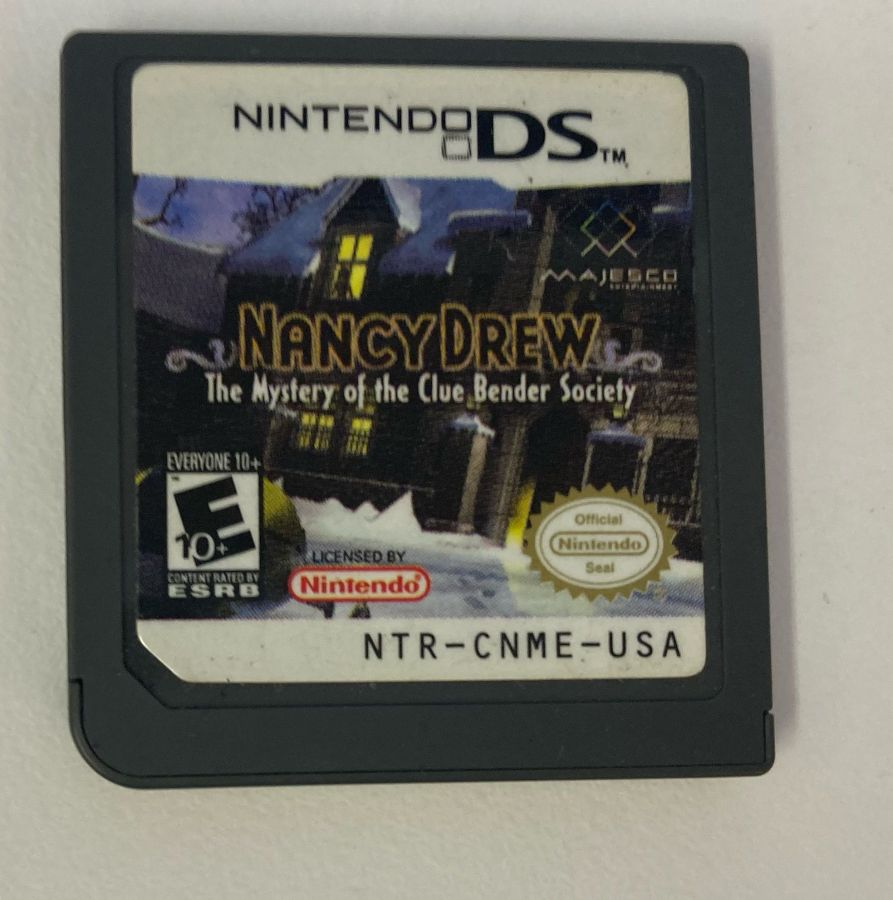 NINTENDO DS™
MAJESCO
ENTERTAINMENT
NANCY DREW
The Mystery of the Clue Bender Society
EVERYONE 10+
E
10+
CONTENT RATED BY
ESRB
LICENSED BY
Nintendo®
Official
Nintendo
Seal
NTR-CNME-USA